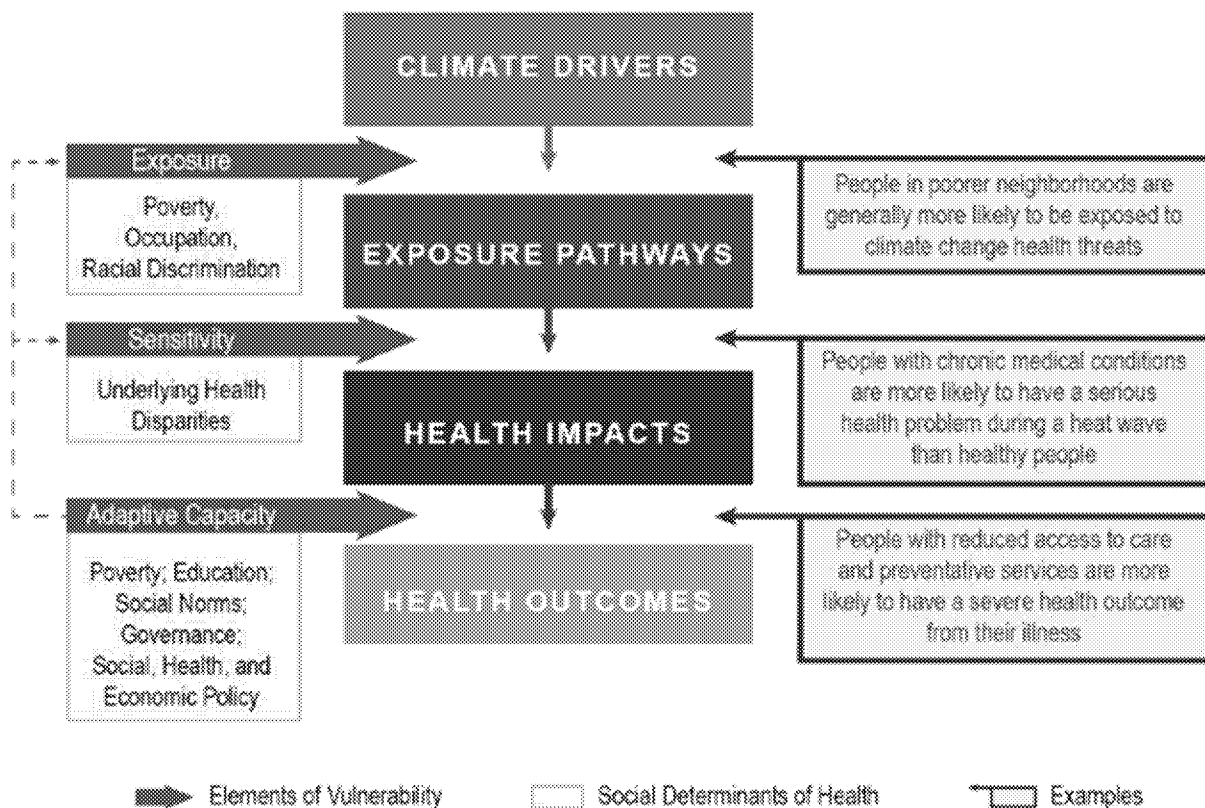 CLIMATE DRIVERS
Exposure
Poverty,
Occupation,
Racial Discrimination
People in poorer neighborhoods are
generally more likely to be exposed to
climate change health threats
EXPOSURE PATHWAYS
Sensitivity
Underlying Health
Disparities
People with chronic medical conditions
are more likely to have a serious
health problem during a heat wave
than healthy people
HEALTH IMPACTS
Adaptive Capacity
Poverty; Education;
Social Norms;
Governance;
Social, Health, and
Economic Policy
People with reduced access to care
and preventative services are more
likely to have a severe health outcome
from their illness
HEALTH OUTCOMES
Elements of Vulnerability
Social Determinants of Health
Examples